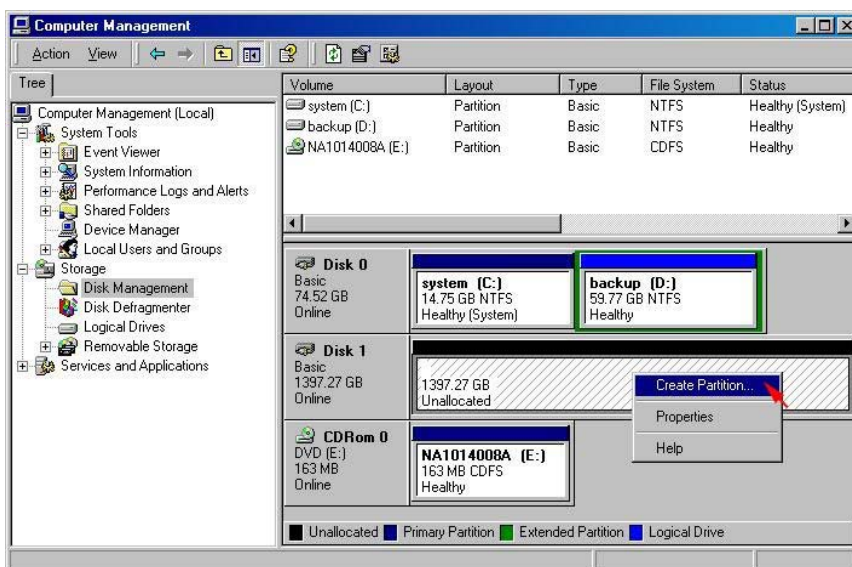 Computer Management
Action View
Tree
Computer Management (Local)
System Tools
Event Viewer
System Information
Performance Logs and Alerts
Shared Folders
Device Manager
Local Users and Groups
Storage
Disk Management
Disk Defragmenter
Logical Drives
Removable Storage
Services and Applications
Volume Layout Type File System Status
system (C:) Partition Basic NTFS Healthy (System)
backup (D:) Partition Basic NTFS Healthy
NA1014008A (E:) Partition Basic CDFS Healthy
Disk 0
Basic
74.52 GB
Online
system (C:)
14.75 GB NTFS
Healthy (System)
backup (D:)
59.77 GB NTFS
Healthy
Disk 1
Basic
1397.27 GB
Online
1397.27 GB
Unallocated
Create Partition...
Properties
Help
CDRom 0
DVD (E:)
163 MB
Online
NA1014008A (E:)
163 MB CDFS
Healthy
Unallocated Primary Partition Extended Partition Logical Drive